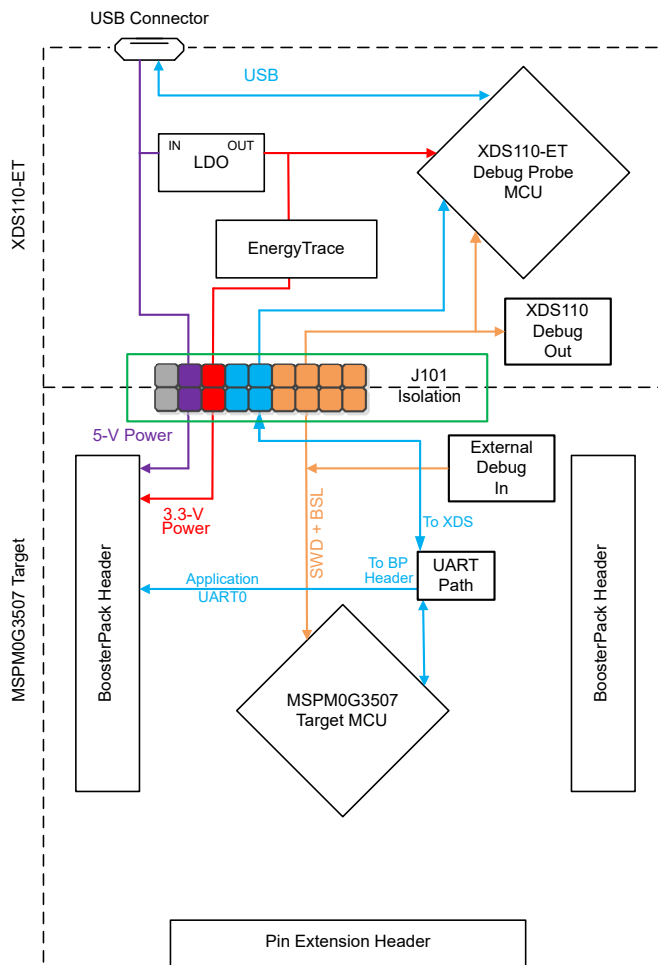 USB Connector
USB
IN
OUT
LDO
XDS110-ET
Debug Probe
MCU
XDS110-ET
EnergyTrace
XDS110
Debug
Out
J101
Isolation
5-V Power
External
Debug
In
3.3-V
Power
SWD + BSL
To XDS
To BP
Header
Application
UART0
UART
Path
MSPM0G3507 Target
BoosterPack Header
BoosterPack Header
MSPM0G3507
Target MCU
Pin Extension Header